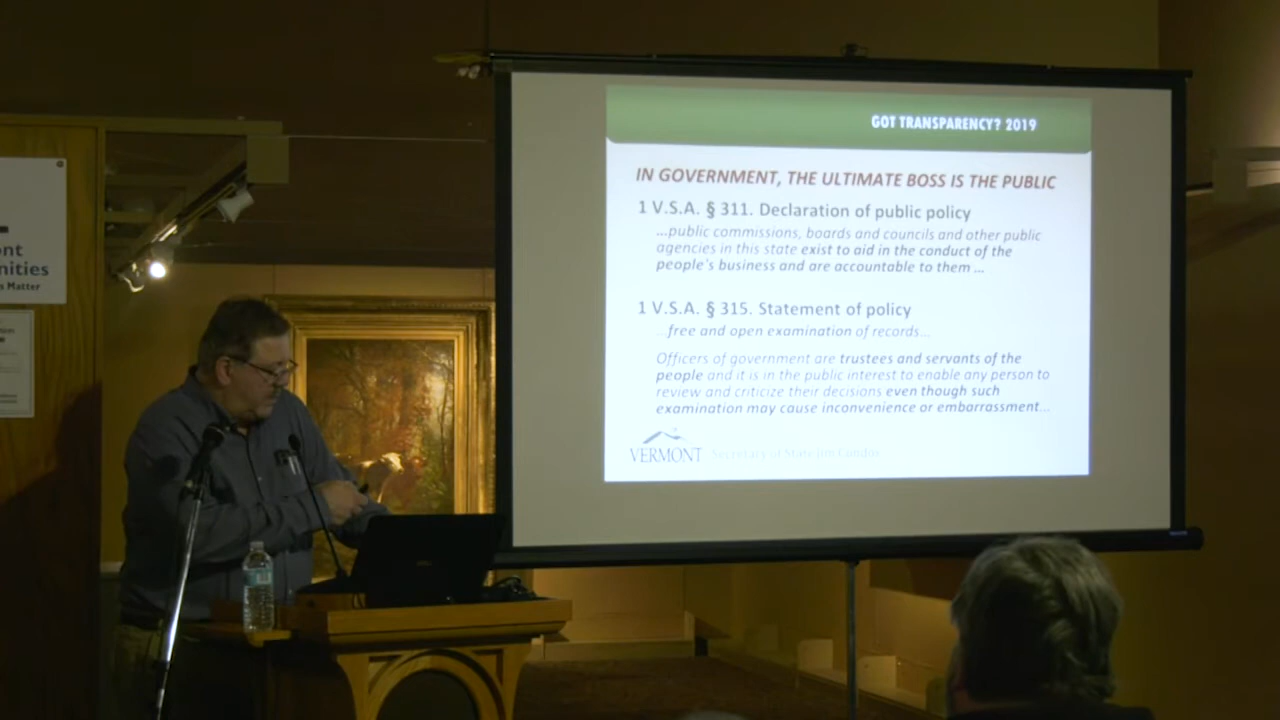 GOT TRANSPARENCY? 2019
IN GOVERNMENT, THE ULTIMATE BOSS IS THE PUBLIC
1 V.S.A. § 311. Declaration of public policy
...public commissions, boards and councils and other public
agencies in this state exist to aid in the conduct of the
people's business and are accountable to them ...
1 V.S.A. § 315. Statement of policy
...free and open examination of records...
Officers of government are trustees and servants of the
people and it is in the public interest to enable any person to
review and criticize their decisions even though such
examination may cause inconvenience or embarrassment...
VERMONT Secretary of State Jim Condos
ont
nities
s Matter